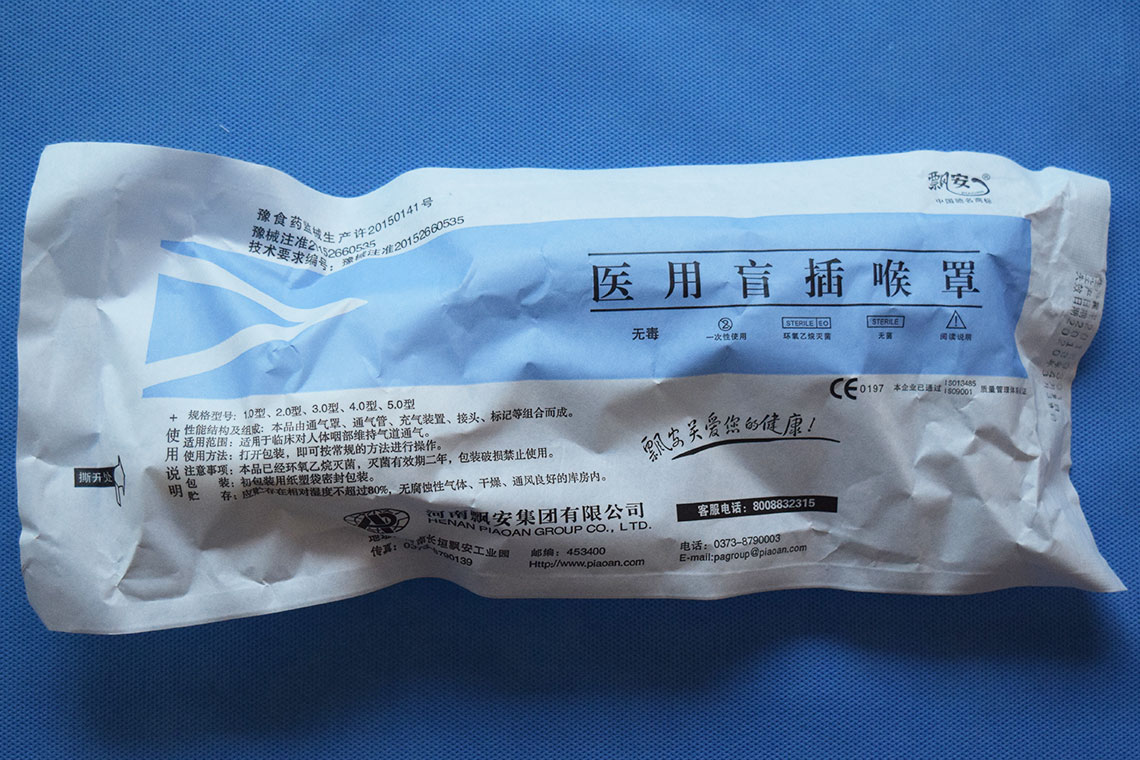 豫食药监械生产许20150141号
豫械注准20152660535
技术要求编号：豫械注准20152660535
飘安®
中国驰名商标
医用盲插喉罩
无毒
一次性使用
STERILE EO
环氧乙烷灭菌
STERILE
无菌
阅读说明
CE 0197 本企业已通过 ISO13485 ISO9001 质量管理体系
使用说明
规格型号：1.0型、2.0型、3.0型、4.0型、5.0型
性能结构及组成：本品由通气罩、通气管、充气装置、接头、标记等组合而成。
适用范围：适用于临床对人体咽部维持气道通气。
使用方法：打开包装，即可按常规的方法进行操作。
注意事项：本品已经环氧乙烷灭菌，灭菌有效期二年，包装破损禁止使用。
包 装：初包装用纸塑袋密封包装。
贮 存：应贮存在相对湿度不超过80%，无腐蚀性气体、干燥、通风良好的库房内。
飘安关爱您的健康！
撕开处
河南飘安集团有限公司
HENAN PIAOAN GROUP CO., LTD.
客服电话：8008832315
南长垣飘安工业园 邮编：453400
电话：0373-8790003
传真：0373-8790139
Http://www.piaoan.com
E-mail:pagroup@piaoan.com